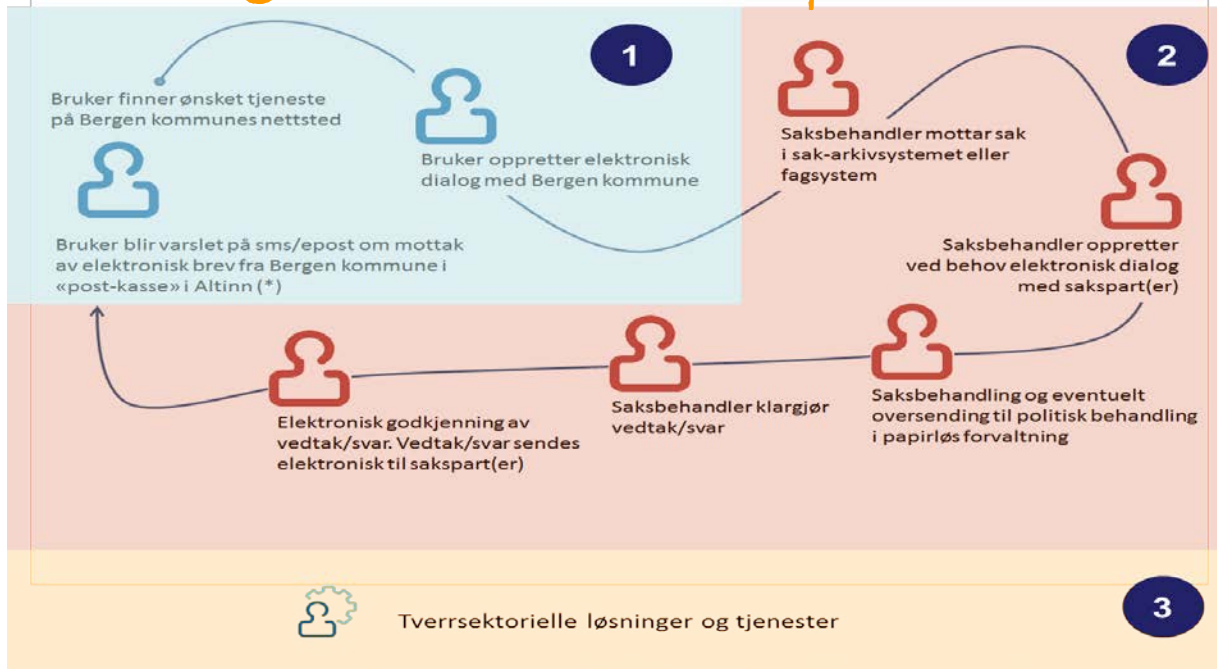 1
2
Bruker finner ønsket tjeneste
på Bergen kommunes nettsted
Bruker oppretter elektronisk
dialog med Bergen kommune
Saksbehandler mottar sak
i sak-arkivsystemet eller
fagsystem
Saksbehandler oppretter
ved behov elektronisk dialog
med sakspart(er)
Saksbehandling og eventuelt
oversending til politisk behandling
i papirløs forvaltning
Saksbehandler klargjør
vedtak/svar
Elektronisk godkjenning av
vedtak/svar. Vedtak/svar sendes
elektronisk til sakspart(er)
Bruker blir varslet på sms/epost om mottak
av elektronisk brev fra Bergen kommune i
«post-kasse» i Altinn (*)
Tverrsektorielle løsninger og tjenester
3